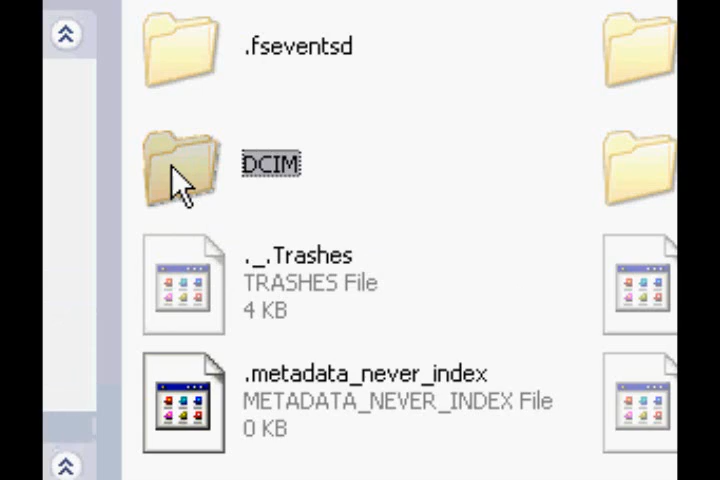 .fseventsd
DCIM
._.Trashes
TRASHES File
4 KB
.metadata_never_index
METADATA_NEVER_INDEX File
0 KB